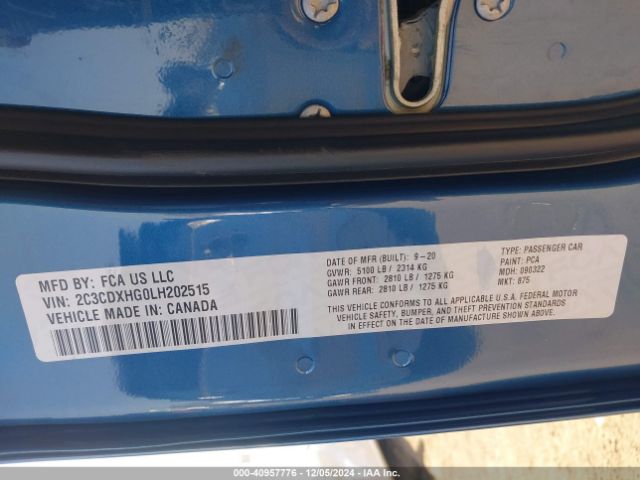 MFD BY: FCA US LLC
VIN: 2C3CDXHG0LH202515
VEHICLE MADE IN: CANADA
DATE OF MFR (BUILT): 9-20
GVWR: 5100 LB / 2314 KG
GAWR FRONT: 2810 LB / 1275 KG
GAWR REAR: 2810 LB / 1275 KG
TYPE: PASSENGER CAR
PAINT: PCA
MDH: 090322
MKT: 875
THIS VEHICLE CONFORMS TO ALL APPLICABLE U.S.A. FEDERAL MOTOR
VEHICLE SAFETY, BUMPER, AND THEFT PREVENTION STANDARDS
IN EFFECT ON THE DATE OF MANUFACTURE SHOWN ABOVE.
000-40957776 - 12/05/2024 - IAA Inc.